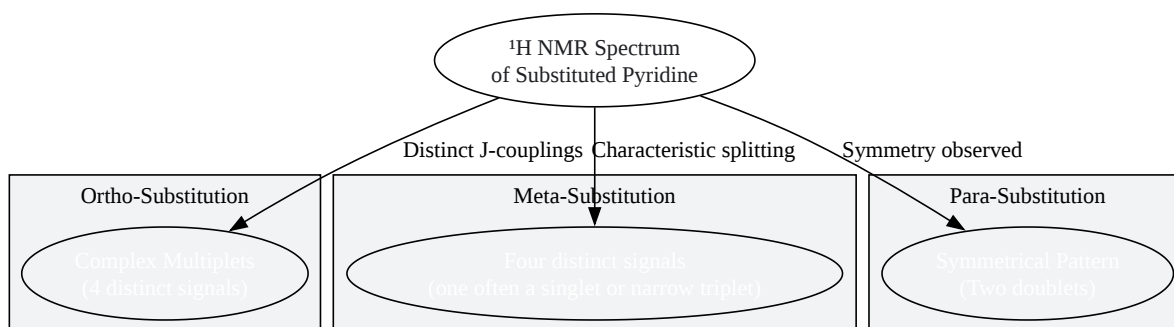 ¹H NMR Spectrum
of Substituted Pyridine
Distinct J-couplings
Characteristic splitting
Symmetry observed
Ortho-Substitution
Meta-Substitution
Para-Substitution
Complex Multiplets
(4 distinct signals)
Four distinct signals
(one often a singlet or narrow triplet)
Symmetrical Pattern
(Two doublets)